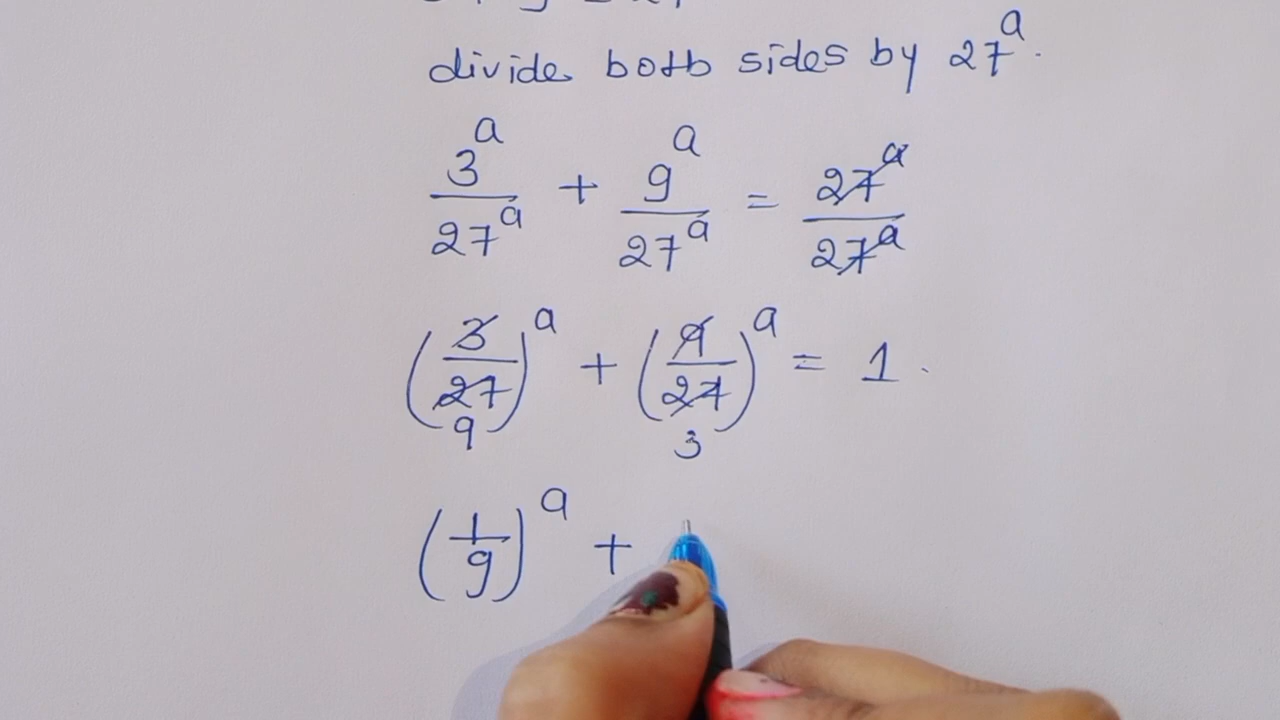 divide both sides by 27^a.
3^a/27^a + 9^a/27^a = 27^a/27^a
(3/27)^a + (9/27)^a = 1.
9 3
(1/9)^a +